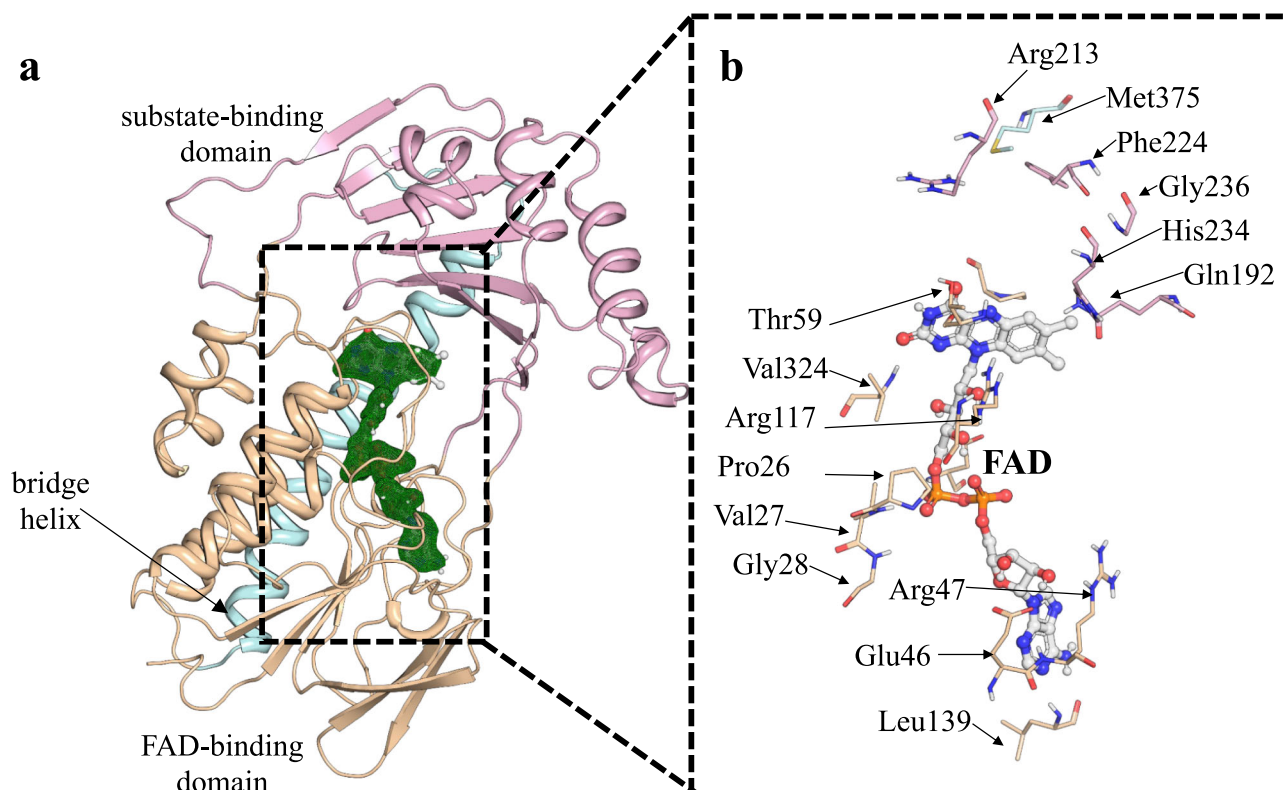 a
substate-binding
domain
bridge
helix
FAD-binding
domain
b
Arg213
Met375
Phe224
Gly236
His234
Gln192
Thr59
Val324
Arg117
Pro26
FAD
Val27
Gly28
Arg47
Glu46
Leu139